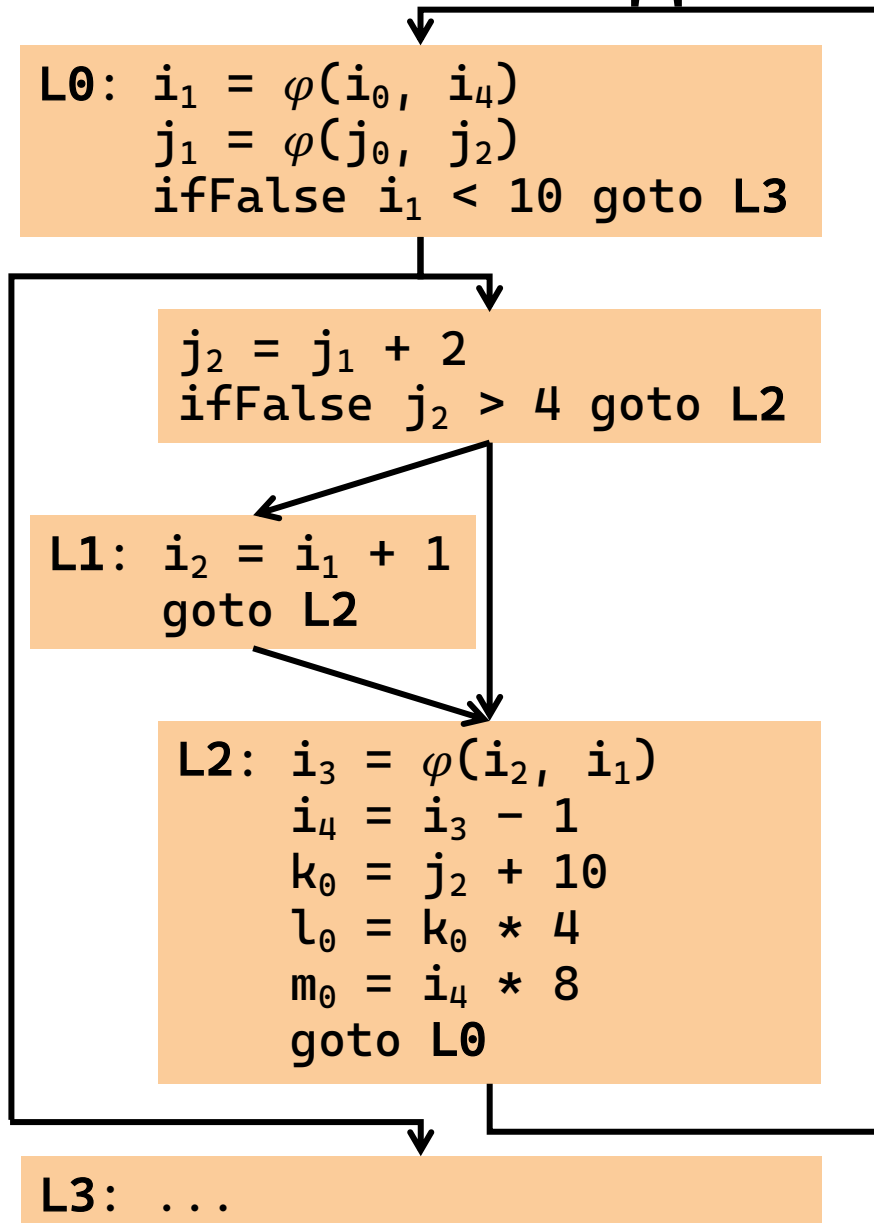 L0: i₁ = φ(i₀, i₄)
j₁ = φ(j₀, j₂)
ifFalse i₁ < 10 goto L3
j₂ = j₁ + 2
ifFalse j₂ > 4 goto L2
L1: i₂ = i₁ + 1
goto L2
L2: i₃ = φ(i₂, i₁)
i₄ = i₃ − 1
k₀ = j₂ + 10
l₀ = k₀ * 4
m₀ = i₄ * 8
goto L0
L3: ...